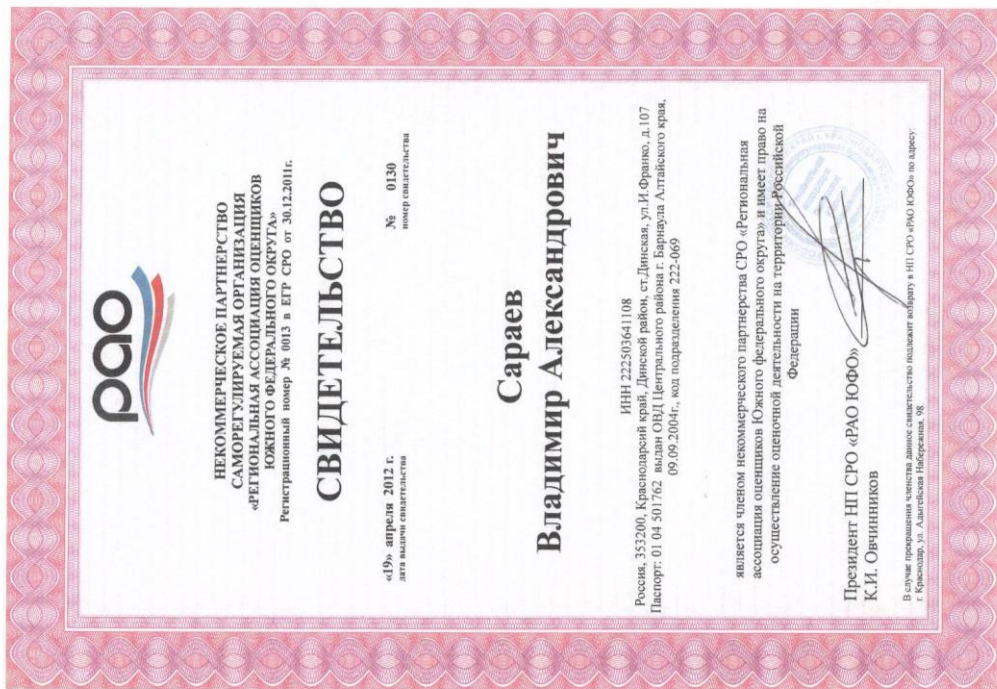 рао
НЕКОММЕРЧЕСКОЕ ПАРТНЕРСТВО
САМОРЕГУЛИРУЕМАЯ ОРГАНИЗАЦИЯ
«РЕГИОНАЛЬНАЯ АССОЦИАЦИЯ ОЦЕНЩИКОВ
ЮЖНОГО ФЕДЕРАЛЬНОГО ОКРУГА»
Регистрационный номер № 0013 в ЕГР СРО от 30.12.2011г.
СВИДЕТЕЛЬСТВО
«19» апреля 2012 г. № 0130
дата выдачи свидетельства номер свидетельства
Сараев
Владимир Александрович
ИНН 222503641108
Россия, 353200, Краснодарсий край, Динской район, ст.Динская, ул.И.Франко, д.107
Паспорт: 01 04 501762 выдан ОВД Центрального района г. Барнаула Алтайского края,
09.09.2004г., код подразделения 222-069
является членом некоммерческого партнерства СРО «Региональная
ассоциация оценщиков Южного федерального округа» и имеет право на
осуществление оценочной деятельности на территории Российской
Федерации
Президент НП СРО «РАО ЮФО»
К.И. Овчинников
В случае прекращения членства данное свидетельство подлежит возврату в НП СРО «РАО ЮФО» по адресу:
г. Краснодар, ул. Адыгейская Набережная, 98